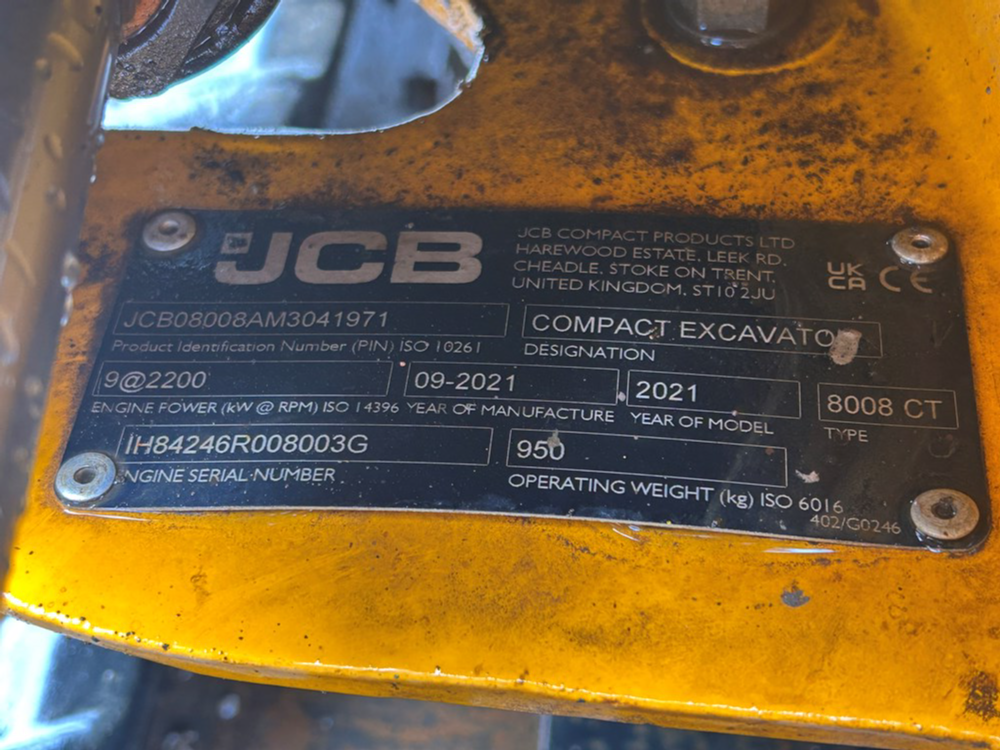 JCB
JCB COMPACT PRODUCTS LTD
HAREWOOD ESTATE, LEEK RD.
CHEADLE. STOKE ON TRENT.
UNITED KINGDOM. ST10 2JU
UK
CA CE
JCB08008AM3041971
Product Identification Number (PIN) ISO 10261
COMPACT EXCAVATOR
DESIGNATION
9@2200
ENGINE POWER (kW @ RPM) ISO 14396
09-2021
YEAR OF MANUFACTURE
2021
YEAR OF MODEL
8008 CT
TYPE
IH84246R008003G
ENGINE SERIAL NUMBER
950
OPERATING WEIGHT (kg) ISO 6016
402/G0246